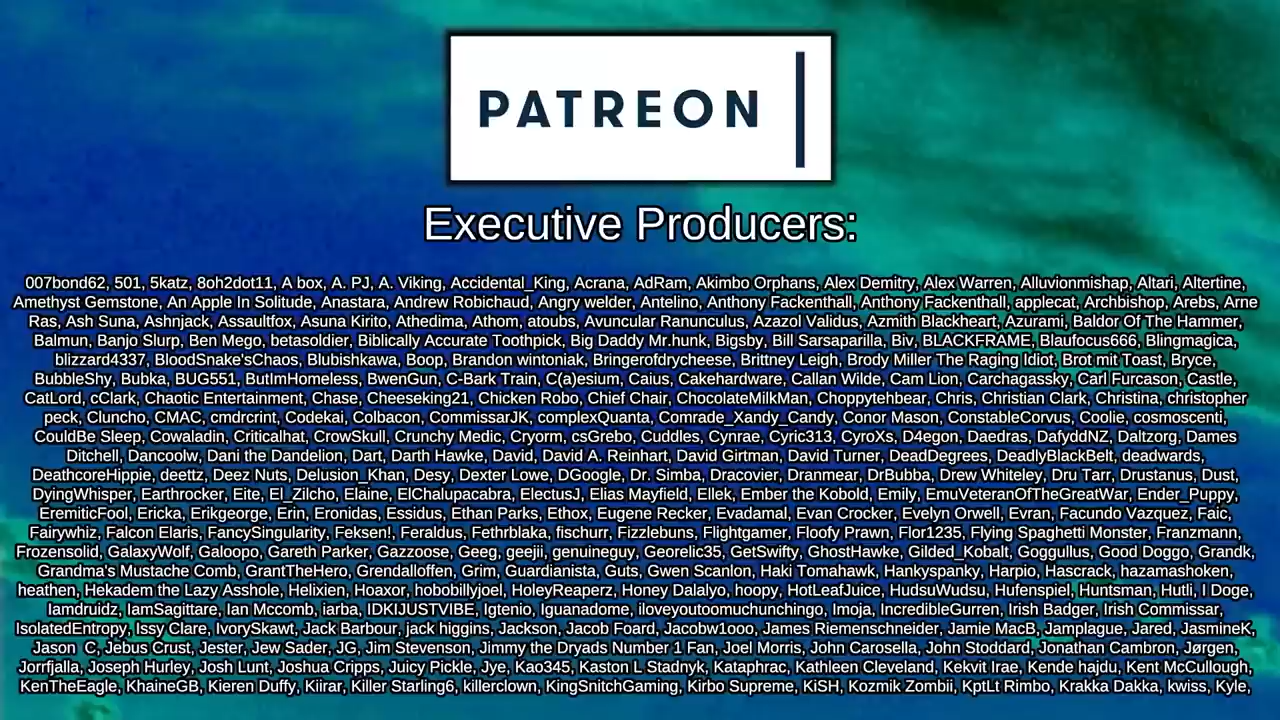 PATREON
Executive Producers:
007bond62, 501, 5katz, 8oh2dot11, A box, A. PJ, A. Viking, Accidental_King, Acrana, AdRam, Akimbo Orphans, Alex Demitry, Alex Warren, Alluvionmishap, Altari, Altertine,
Amethyst Gemstone, An Apple In Solitude, Anastara, Andrew Robichaud, Angry welder, Antelino, Anthony Fackenthall, Anthony Fackenthall, applecat, Archbishop, Arebs, Arne
Ras, Ash Suna, Ashnjack, Assaultfox, Asuna Kirito, Athedima, Athom, atoubs, Avuncular Ranunculus, Azazol Validus, Azmith Blackheart, Azurami, Baldor Of The Hammer,
Balmun, Banjo Slurp, Ben Mego, betasoldier, Biblically Accurate Toothpick, Big Daddy Mr.hunk, Bigsby, Bill Sarsaparilla, Biv, BLACKFRAME, Blaufocus666, Blingmagica,
blizzard4337, BloodSnake'sChaos, Blubishkawa, Boop, Brandon wintoniak, Bringerofdrycheese, Brittney Leigh, Brody Miller The Raging Idiot, Brot mit Toast, Bryce,
BubbleShy, Bubka, BUG551, ButImHomeless, BwenGun, C-Bark Train, C(a)esium, Caius, Cakehardware, Callan Wilde, Cam Lion, Carchagassky, Carl Furcason, Castle,
CatLord, cClark, Chaotic Entertainment, Chase, Cheeseking21, Chicken Robo, Chief Chair, ChocolateMilkMan, Choppytehbear, Chris, Christian Clark, Christina, christopher
peck, Cluncho, CMAC, cmdrcrint, Codekai, Colbacon, CommissarJK, complexQuanta, Comrade_Xandy_Candy, Conor Mason, ConstableCorvus, Coolie, cosmoscenti,
CouldBe Sleep, Cowaladin, Criticalhat, CrowSkull, Crunchy Medic, Cryorm, csGrebo, Cuddles, Cynrae, Cyric313, CyroXs, D4egon, Daedras, DafyddNZ, Daltzorg, Dames
Ditchell, Dancoolw, Dani the Dandelion, Dart, Darth Hawke, David, David A. Reinhart, David Girtman, David Turner, DeadDegrees, DeadlyBlackBelt, deadwards,
DeathcoreHippie, deettz, Deez Nuts, Delusion_Khan, Desy, Dexter Lowe, DGoogle, Dr. Simba, Dracovier, Dranmear, DrBubba, Drew Whiteley, Dru Tarr, Drustanus, Dust,
DyingWhisper, Earthrocker, Eite, El_Zilcho, Elaine, ElChalupacabra, ElectusJ, Elias Mayfield, Ellek, Ember the Kobold, Emily, EmuVeteranOfTheGreatWar, Ender_Puppy,
EremiticFool, Ericka, Erikgeorge, Erin, Eronidas, Essidus, Ethan Parks, Ethox, Eugene Recker, Evadamal, Evan Crocker, Evelyn Orwell, Evran, Facundo Vazquez, Faic,
Fairywhiz, Falcon Elaris, FancySingularity, Feksen!, Feraldus, Fethrblaka, fischurr, Fizzlebuns, Flightgamer, Floofy Prawn, Flor1235, Flying Spaghetti Monster, Franzmann,
Frozensolid, GalaxyWolf, Galoopo, Gareth Parker, Gazzoose, Geeg, geejii, genuineguy, Georelic35, GetSwifty, GhostHawke, Gilded_Kobalt, Goggullus, Good Doggo, Grandk,
Grandma's Mustache Comb, GrantTheHero, Grendalloffen, Grim, Guardianista, Guts, Gwen Scanlon, Haki Tomahawk, Hankyspanky, Harpio, Hascrack, hazamashoken,
heathen, Hekadem the Lazy Asshole, Helixien, Hoaxor, hobobillyjoel, HoleyReaperz, Honey Dalalyo, hoopy, HotLeafJuice, HudsuWudsu, Hufenspiel, Huntsman, Hutli, I Doge,
Iamdruidz, IamSagittare, Ian Mccomb, iarba, IDKIJUSTVIBE, Igtenio, Iguanadome, iloveyoutoomuchunchingo, Imoja, IncredibleGurren, Irish Badger, Irish Commissar,
IsolatedEntropy, Issy Clare, IvorySkawt, Jack Barbour, jack higgins, Jackson, Jacob Foard, Jacobw1ooo, James Riemenschneider, Jamie MacB, Jamplague, Jared, JasmineK,
Jason  C, Jebus Crust, Jester, Jew Sader, JG, Jim Stevenson, Jimmy the Dryads Number 1 Fan, Joel Morris, John Carosella, John Stoddard, Jonathan Cambron, Jørgen,
Jorrfjalla, Joseph Hurley, Josh Lunt, Joshua Cripps, Juicy Pickle, Jye, Kao345, Kaston L Stadnyk, Kataphrac, Kathleen Cleveland, Kekvit Irae, Kende hajdu, Kent McCullough,
KenTheEagle, KhaineGB, Kieren Duffy, Kiirar, Killer Starling6, killerclown, KingSnitchGaming, Kirbo Supreme, KiSH, Kozmik Zombii, KptLt Rimbo, Krakka Dakka, kwiss, Kyle,